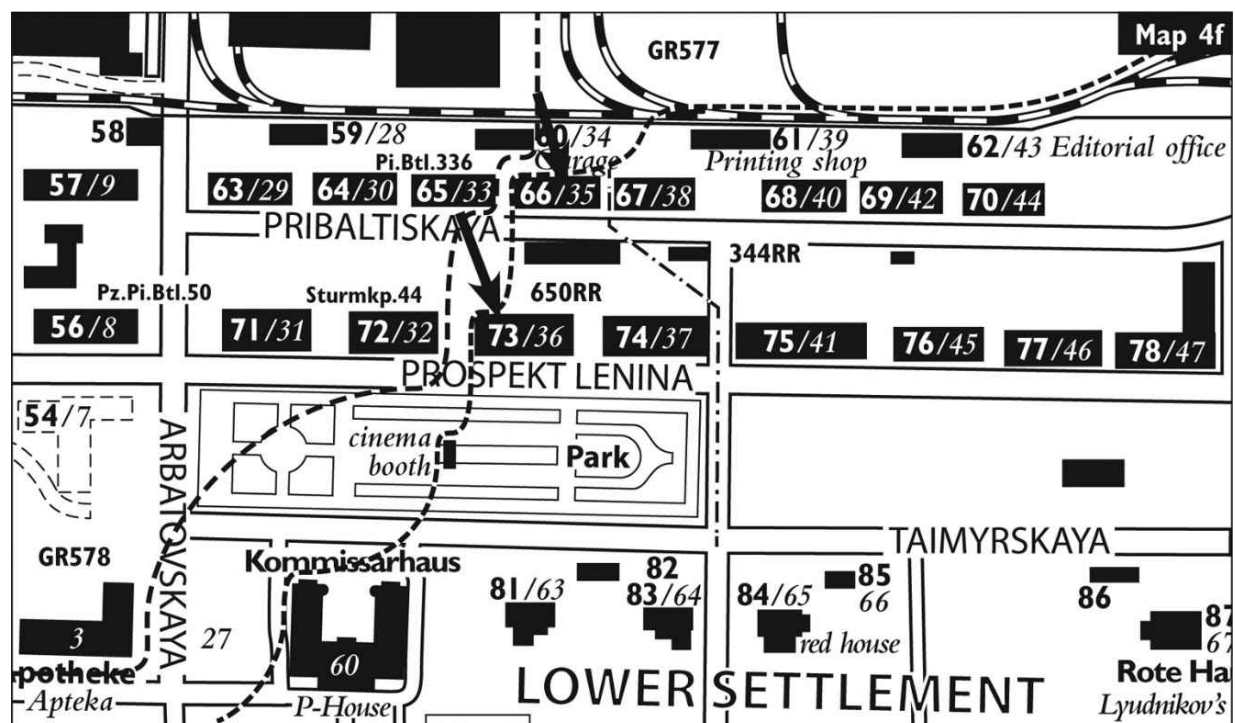 Map 4f
GR577
58
59/28
60/34
Garage
61/39
Printing shop
62/43 Editorial office
Pi.Btl.336
57/9
63/29
64/30
65/33
66/35
67/38
68/40
69/42
70/44
PRIBALTISKAYA
344RR
Pz.Pi.Btl.50
Sturmkp.44
650RR
56/8
71/31
72/32
73/36
74/37
75/41
76/45
77/46
78/47
PROSPEKT LENINA
54/7
ARBATOVSKAYA
cinema
booth
Park
TAIMYRSKAYA
GR578
Kommissarhaus
81/63
82
83/64
84/65
85
66
86
87
67
3
27
60
red house
potheke
Apteka
P-House
LOWER SETTLEMENT
Rote Ha
Lyudnikov's